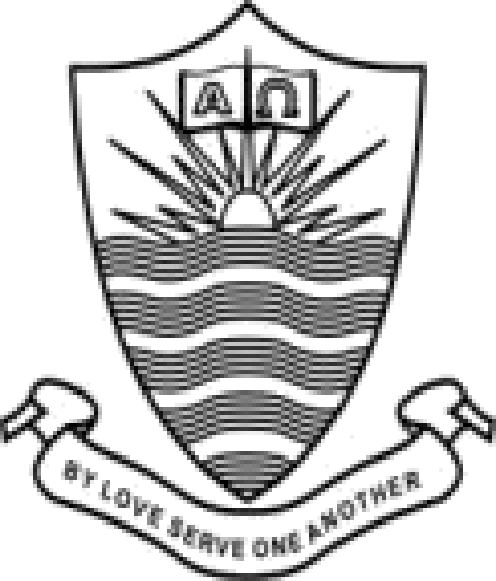 Α Ω
BY LOVE SERVE ONE ANOTHER